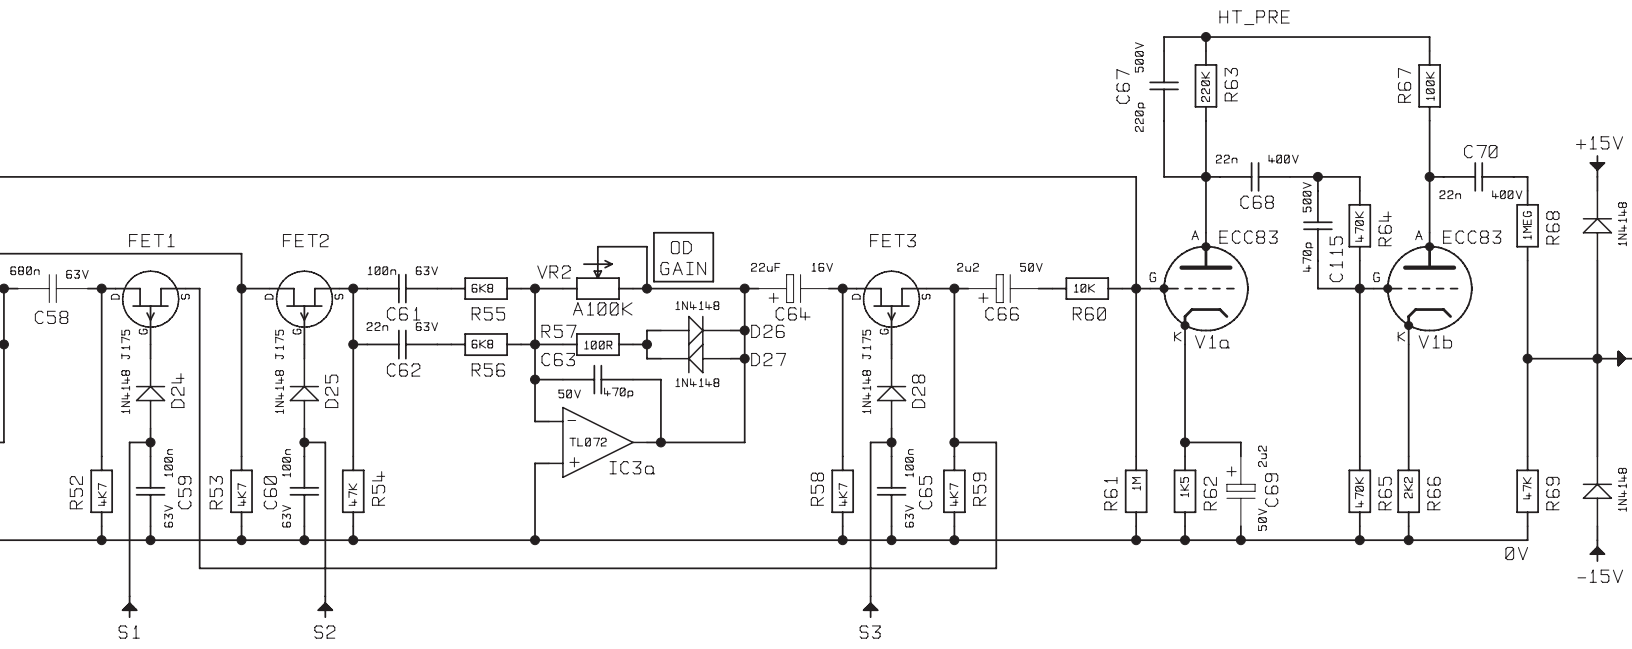 HT_PRE
C67
500V
220p
220K
R63
R67
100K
+15V
22n
400V
C68
500V
470p
C115
470K
R64
C70
22n
400V
1MEG
R68
1N4148
FET1
FET2
VR2
OD
GAIN
FET3
A
ECC83
A
ECC83
680n
63V
C58
D
S
G
J175
1N4148
D24
D
S
G
J175
1N4148
D25
100n
63V
C61
6K8
R55
22n
63V
C62
6K8
R56
A100K
R57
100R
1N4148
D26
D27
1N4148
C63
50V
470p
TL072
-
+
IC3a
22uF
16V
+
C64
D
S
G
J175
1N4148
D28
2u2
50V
+
C66
10K
R60
G
K
V1a
G
K
V1b
R52
4K7
100n
C59
63V
R53
4K7
C60
100n
63V
47K
R54
R58
4K7
100n
C65
63V
4K7
R59
R61
1M
1K5
R62
+
2u2
C69
50V
470K
R65
2K2
R66
47K
R69
1N4148
0V
-15V
S1
S2
S3